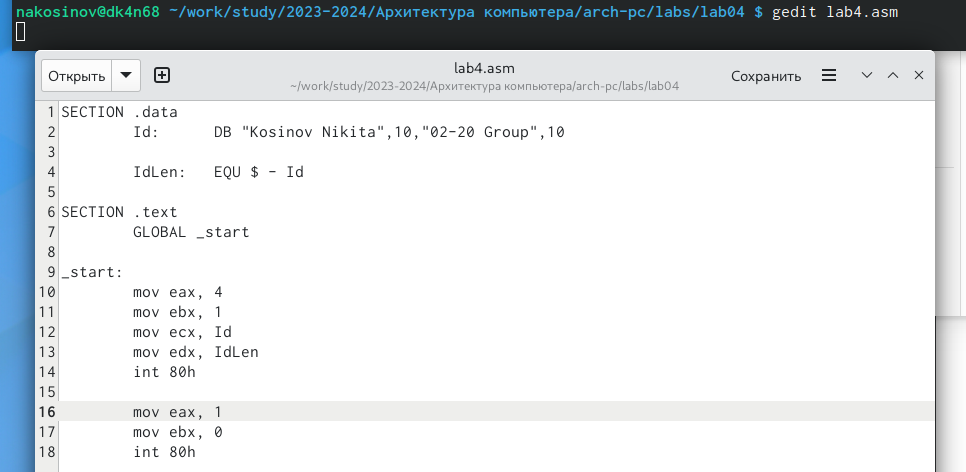 nakosinov@dk4n68 ~/work/study/2023-2024/Архитектура компьютера/arch-pc/labs/lab04 $ gedit lab4.asm
Открыть
lab4.asm
~/work/study/2023-2024/Архитектура компьютера/arch-pc/labs/lab04
Сохранить
1 SECTION .data
2 Id: DB "Kosinov Nikita",10,"02-20 Group",10
3
4 IdLen: EQU $ - Id
5
6 SECTION .text
7 GLOBAL _start
8
9 _start:
10 mov eax, 4
11 mov ebx, 1
12 mov ecx, Id
13 mov edx, IdLen
14 int 80h
15
16 mov eax, 1
17 mov ebx, 0
18 int 80h